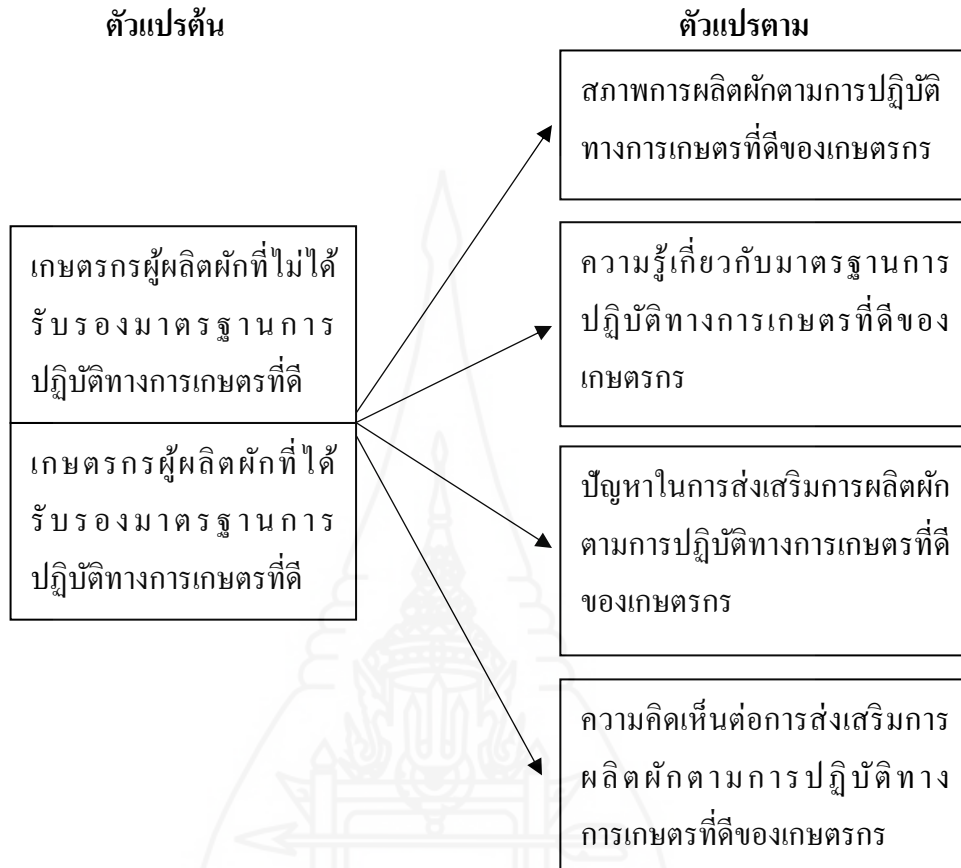 ตัวแปรต้น
ตัวแปรตาม
เกษตรกรผู้ผลิตผักที่ไม่ได้
รับรองมาตรฐานการ
ปฏิบัติทางการเกษตรที่ดี
เกษตรกรผู้ผลิตผักที่ได้
รับรองมาตรฐานการ
ปฏิบัติทางการเกษตรที่ดี
สภาพการผลิตผักตามการปฏิบัติ
ทางการเกษตรที่ดีของเกษตรกร
ความรู้เกี่ยวกับมาตรฐานการ
ปฏิบัติทางการเกษตรที่ดีของ
เกษตรกร
ปัญหาในการส่งเสริมการผลิตผัก
ตามการปฏิบัติทางการเกษตรที่ดี
ของเกษตรกร
ความคิดเห็นต่อการส่งเสริมการ
ผลิตผักตามการปฏิบัติทาง
การเกษตรที่ดีของเกษตรกร